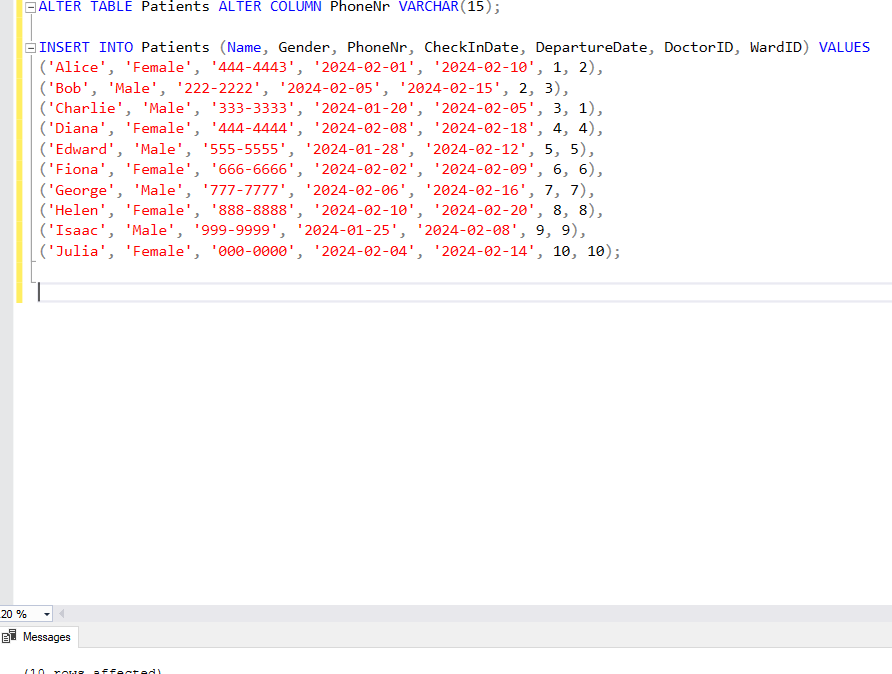 ALTER TABLE Patients ALTER COLUMN PhoneNr VARCHAR(15);
INSERT INTO Patients (Name, Gender, PhoneNr, CheckInDate, DepartureDate, DoctorID, WardID) VALUES
('Alice', 'Female', '444-4443', '2024-02-01', '2024-02-10', 1, 2),
('Bob', 'Male', '222-2222', '2024-02-05', '2024-02-15', 2, 3),
('Charlie', 'Male', '333-3333', '2024-01-20', '2024-02-05', 3, 1),
('Diana', 'Female', '444-4444', '2024-02-08', '2024-02-18', 4, 4),
('Edward', 'Male', '555-5555', '2024-01-28', '2024-02-12', 5, 5),
('Fiona', 'Female', '666-6666', '2024-02-02', '2024-02-09', 6, 6),
('George', 'Male', '777-7777', '2024-02-06', '2024-02-16', 7, 7),
('Helen', 'Female', '888-8888', '2024-02-10', '2024-02-20', 8, 8),
('Isaac', 'Male', '999-9999', '2024-01-25', '2024-02-08', 9, 9),
('Julia', 'Female', '000-0000', '2024-02-04', '2024-02-14', 10, 10);
20 %
Messages
(10 rows affected)